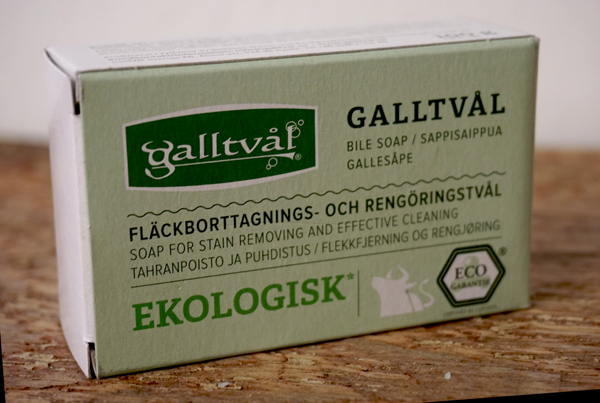 galltvål®
GALLTVÅL
BILE SOAP / SAPPISAIPPUA
GALLESÅPE
FLÄCKBORTTAGNINGS- OCH RENGÖRINGSTVÅL
SOAP FOR STAIN REMOVING AND EFFECTIVE CLEANING
TAHRANPOISTO JA PUHDISTUS / FLEKKFJERNING OG RENGJØRING
EKOLOGISK*
ECO ®
GARANTIE